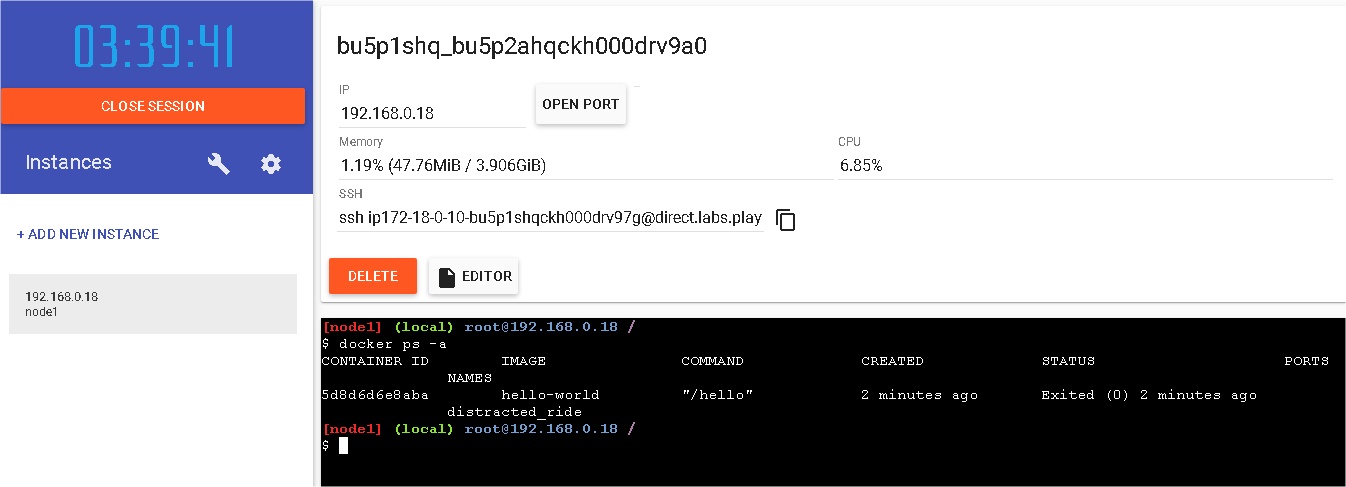 03:39:41
CLOSE SESSION
Instances
+ ADD NEW INSTANCE
192.168.0.18
node1
bu5p1shq_bu5p2ahqckh000drv9a0
IP
192.168.0.18
OPEN PORT
Memory
1.19% (47.76MiB / 3.906GiB)
CPU
6.85%
SSH
ssh ip172-18-0-10-bu5p1shqckh000drv97g@direct.labs.play
DELETE
EDITOR
[node1] (local) root@192.168.0.18 /
$ docker ps -a
CONTAINER ID IMAGE COMMAND CREATED STATUS PORTS
NAMES
5d8d6d6e8aba hello-world "/hello" 2 minutes ago Exited (0) 2 minutes ago
distracted_ride
[node1] (local) root@192.168.0.18 /
$